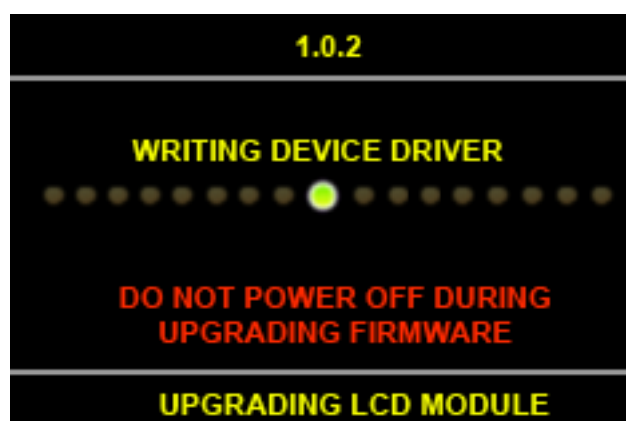 1.0.2
WRITING DEVICE DRIVER
DO NOT POWER OFF DURING
UPGRADING FIRMWARE
UPGRADING LCD MODULE